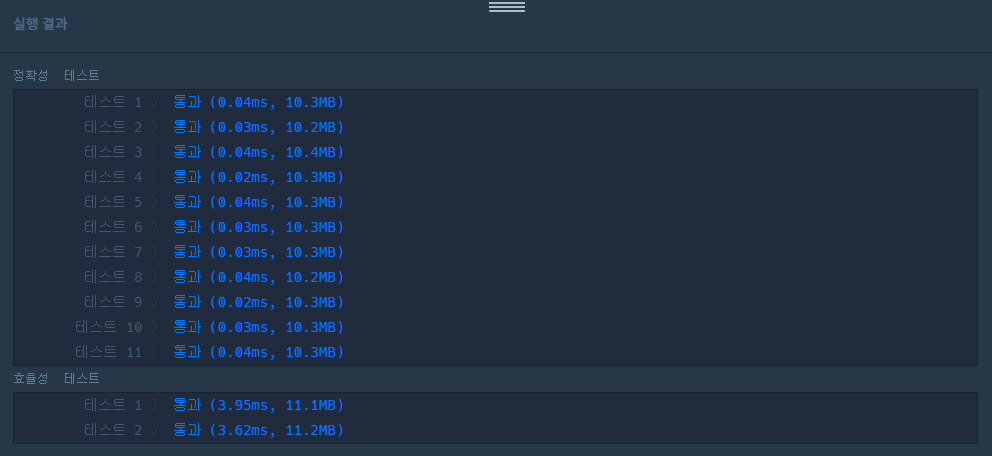 실행 결과
정확성 테스트
테스트 1 〉 통과 (0.04ms, 10.3MB)
테스트 2 〉 통과 (0.03ms, 10.2MB)
테스트 3 〉 통과 (0.04ms, 10.4MB)
테스트 4 〉 통과 (0.02ms, 10.3MB)
테스트 5 〉 통과 (0.04ms, 10.3MB)
테스트 6 〉 통과 (0.03ms, 10.3MB)
테스트 7 〉 통과 (0.03ms, 10.3MB)
테스트 8 〉 통과 (0.04ms, 10.2MB)
테스트 9 〉 통과 (0.02ms, 10.3MB)
테스트 10 〉 통과 (0.03ms, 10.3MB)
테스트 11 〉 통과 (0.04ms, 10.3MB)
효율성 테스트
테스트 1 〉 통과 (3.95ms, 11.1MB)
테스트 2 〉 통과 (3.62ms, 11.2MB)